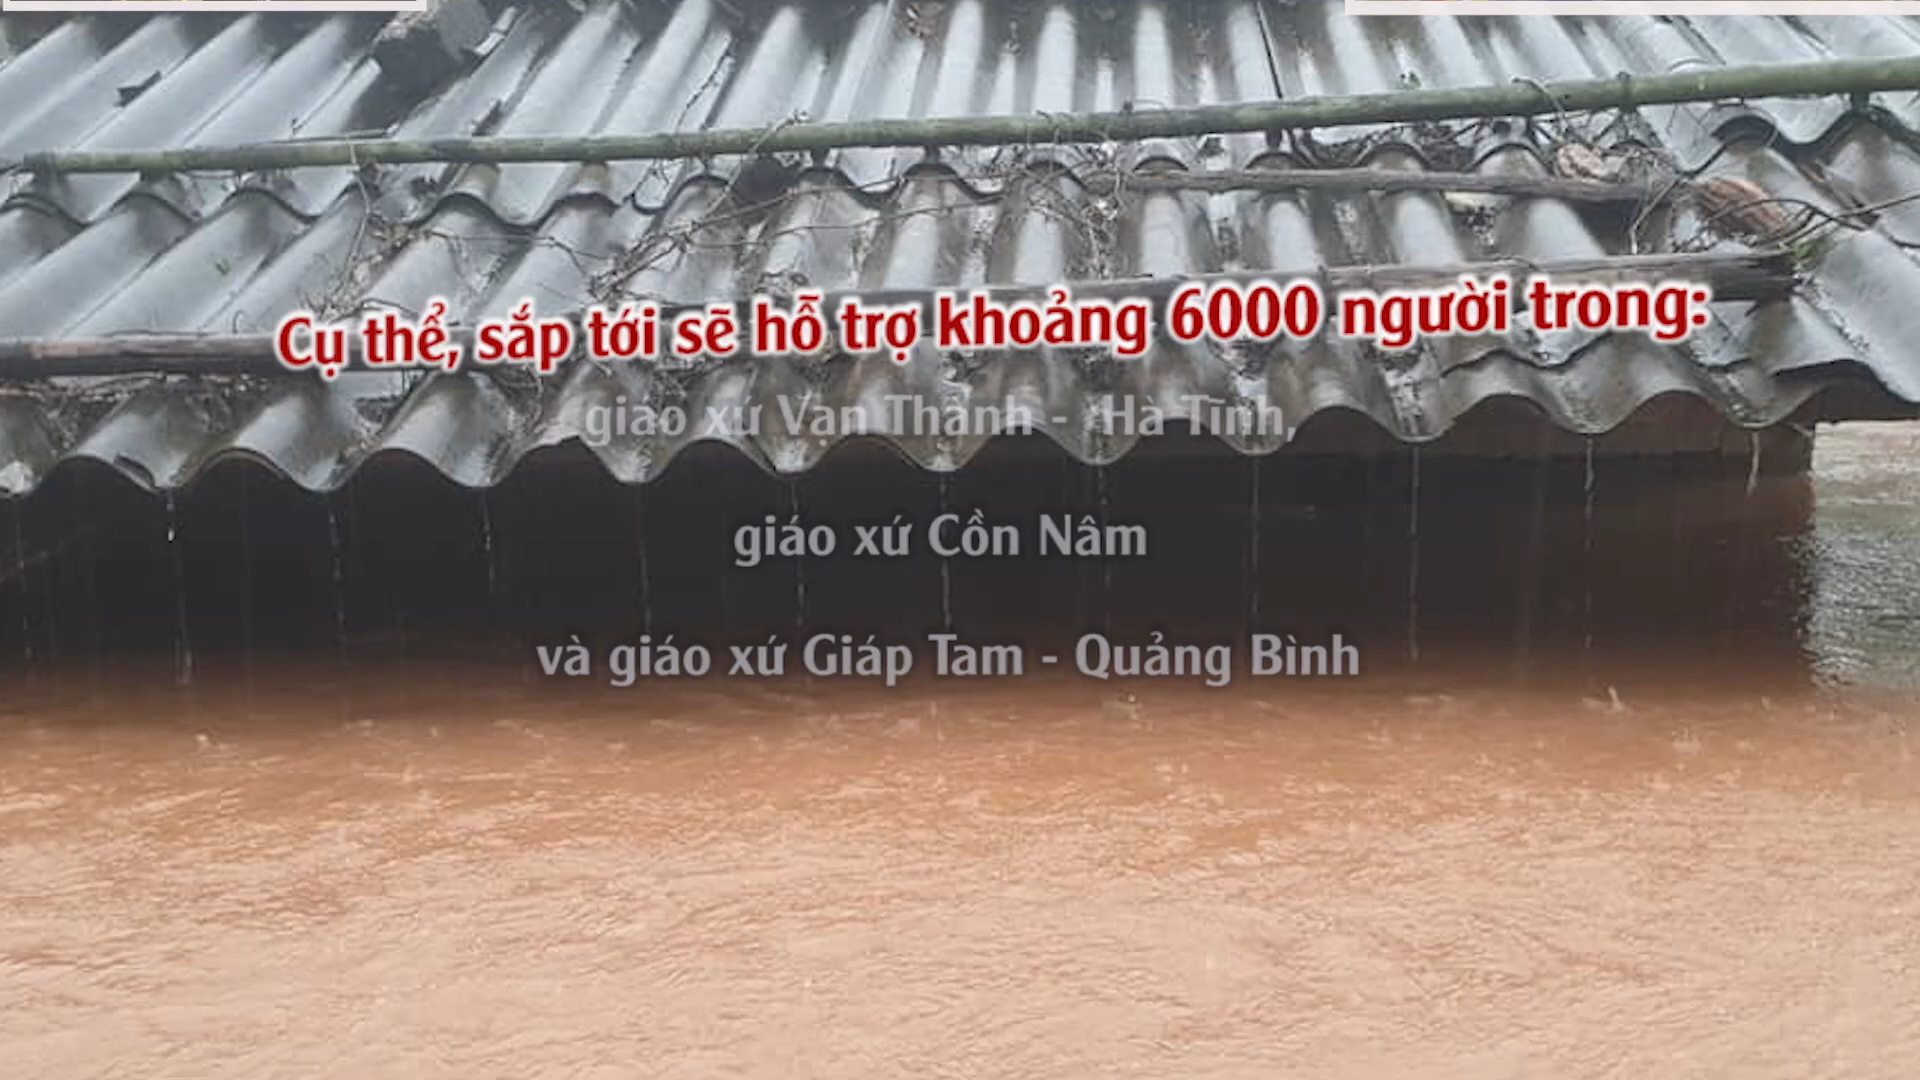 Cụ thể, sắp tới sẽ hỗ trợ khoảng 6000 người trong:
giáo xứ Vạn Thành - Hà Tĩnh,
giáo xứ Cồn Nâm
và giáo xứ Giáp Tam - Quảng Bình